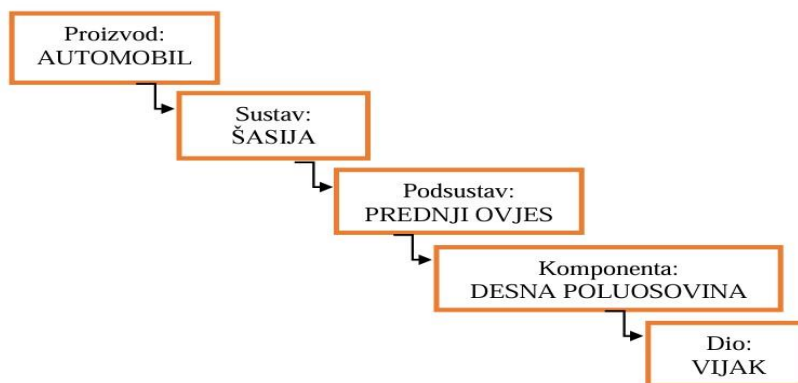 Proizvod:
AUTOMOBIL
Sustav:
ŠASIJA
Podsustav:
PREDNJI OVJES
Komponenta:
DESNA POLUOSOVINA
Dio:
VIJAK